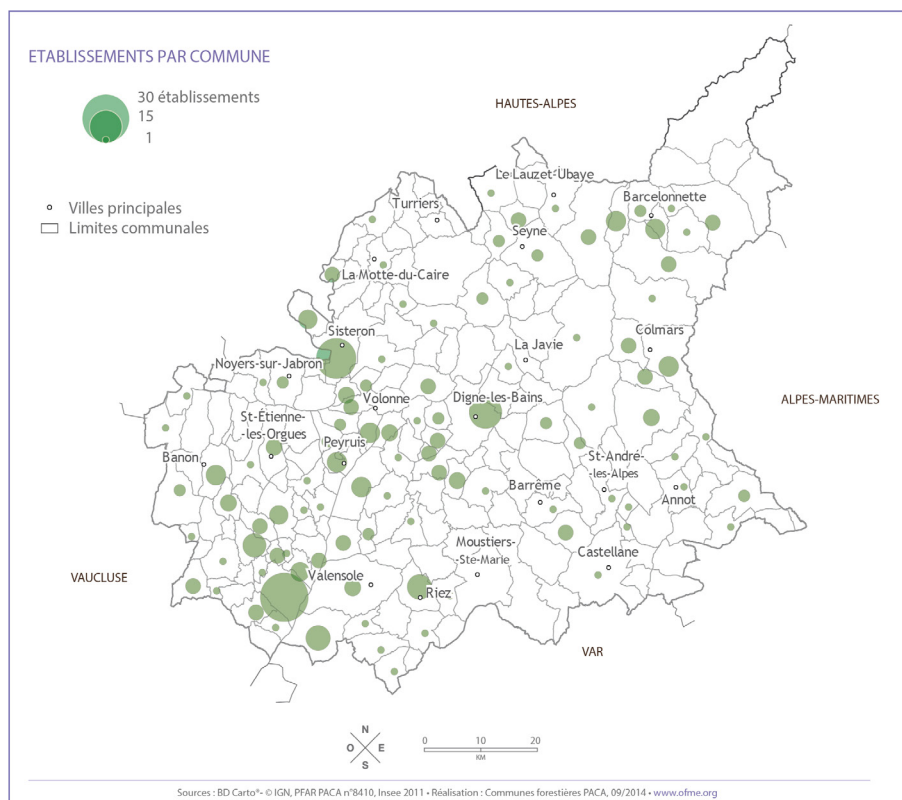 ETABLISSEMENTS PAR COMMUNE
30 établissements
15
1
Villes principales
Limites communales
HAUTES-ALPES
Le Lauzet-Ubaye
Barcelonnette
Turriers
Seyne
La Motte-du-Caire
Sisteron
Colmars
La Javie
Noyers-sur-Jabron
ALPES-MARITIMES
Volonne
Digne-les-Bains
St-Étienne-
-les-Orgues
Peyruis
Banon
St-André-
-les-Alpes
Barrême
Annot
Moustiers-
-Ste-Marie
Castellane
VAUCLUSE
Valensole
Riez
VAR
N
O E
S
0 10 20
KM
Sources : BD Carto®- © IGN, PFAR PACA n°8410, Insee 2011 • Réalisation : Communes forestières PACA, 09/2014 • www.ofme.org